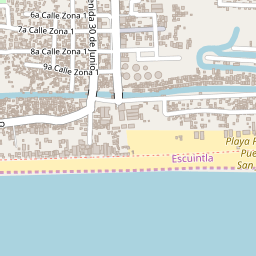 6a Calle Zona 1
7a Calle Zona 1
8a Calle Zona 1
9a Calle Zona 1
enida 30 de Junio
Playa P
Pue
San
Escuintla
o